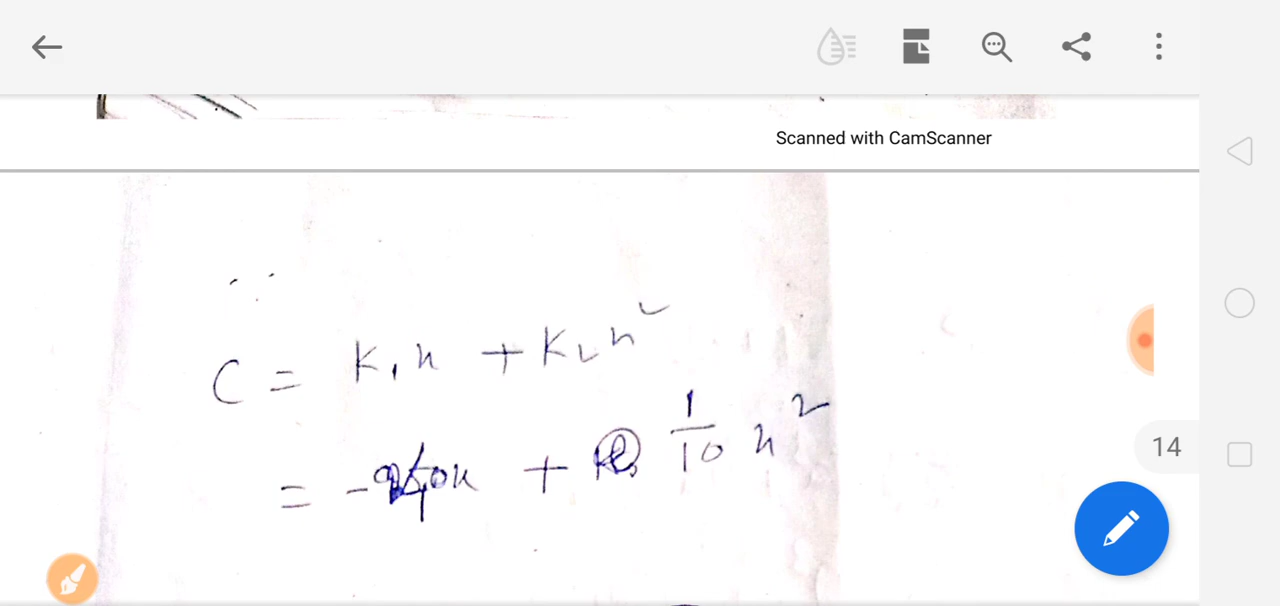 Scanned with CamScanner
C = K₁n + K₂n²
= - 40n + 1/10 n²
14